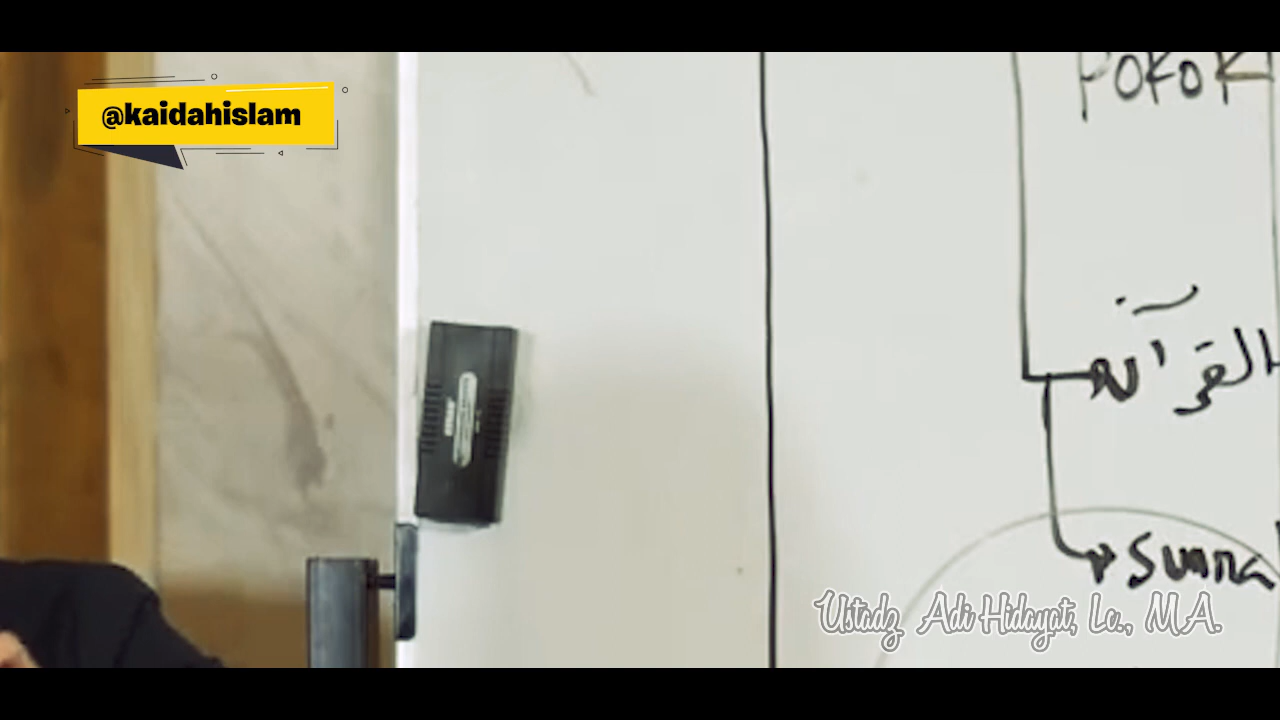 @kaidahislam
POKOK
القرآن
Sunna
Ustadz Adi Hidayat, Lc., M.A.